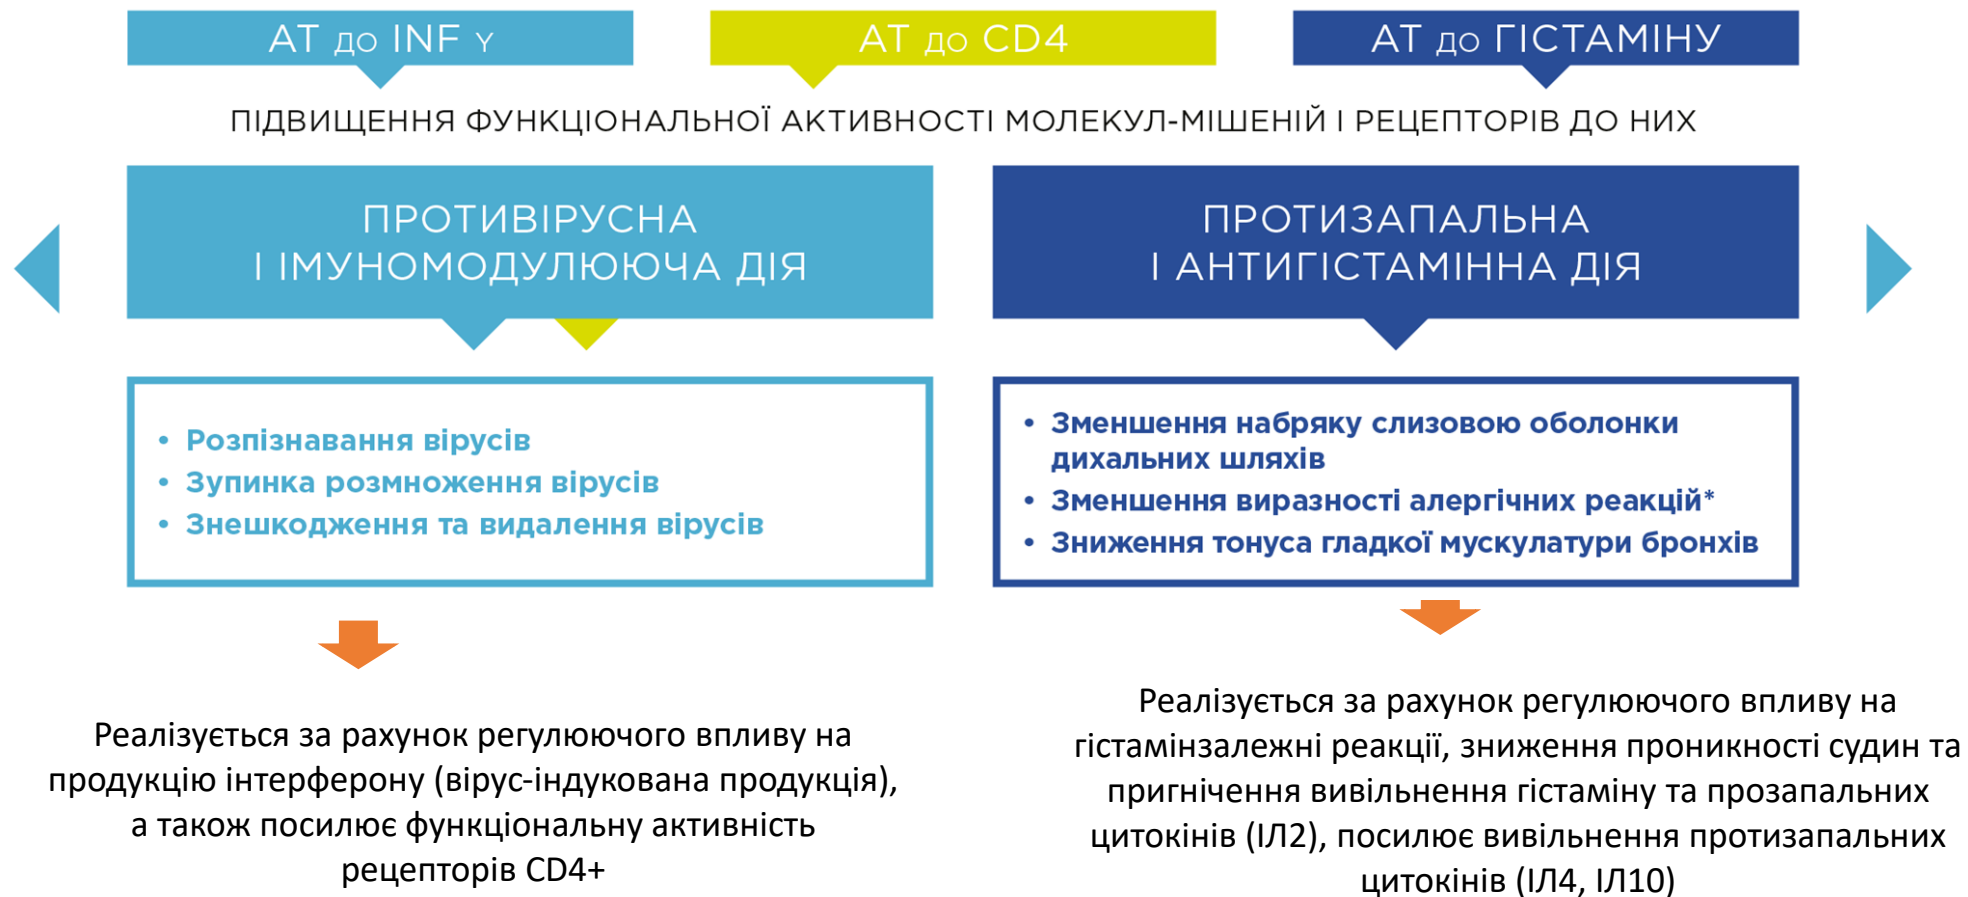 АТ ДО INF Y
АТ ДО CD4
АТ ДО ГІСТАМІНУ
ПІДВИЩЕННЯ ФУНКЦІОНАЛЬНОЇ АКТИВНОСТІ МОЛЕКУЛ-МІШЕНІЙ І РЕЦЕПТОРІВ ДО НИХ
ПРОТИВІРУСНА
І ІМУНОМОДУЛЮЮЧА ДІЯ
• Розпізнавання вірусів
• Зупинка розмноження вірусів
• Знешкодження та видалення вірусів
Реалізується за рахунок регулюючого впливу на
продукцію інтерферону (вірус-індукована продукція),
а також посилює функціональну активність
рецепторів CD4+
ПРОТИЗАПАЛЬНА
І АНТИГІСТАМІННА ДІЯ
• Зменшення набряку слизовою оболонки
дихальних шляхів
• Зменшення виразності алергічних реакцій*
• Зниження тонуса гладкої мускулатури бронхів
Реалізується за рахунок регулюючого впливу на
гістамінзалежні реакції, зниження проникності судин та
пригнічення вивільнення гістаміну та прозапальних
цитокінів (ІЛ2), посилює вивільнення протизапальних
цитокінів (ІЛ4, ІЛ10)